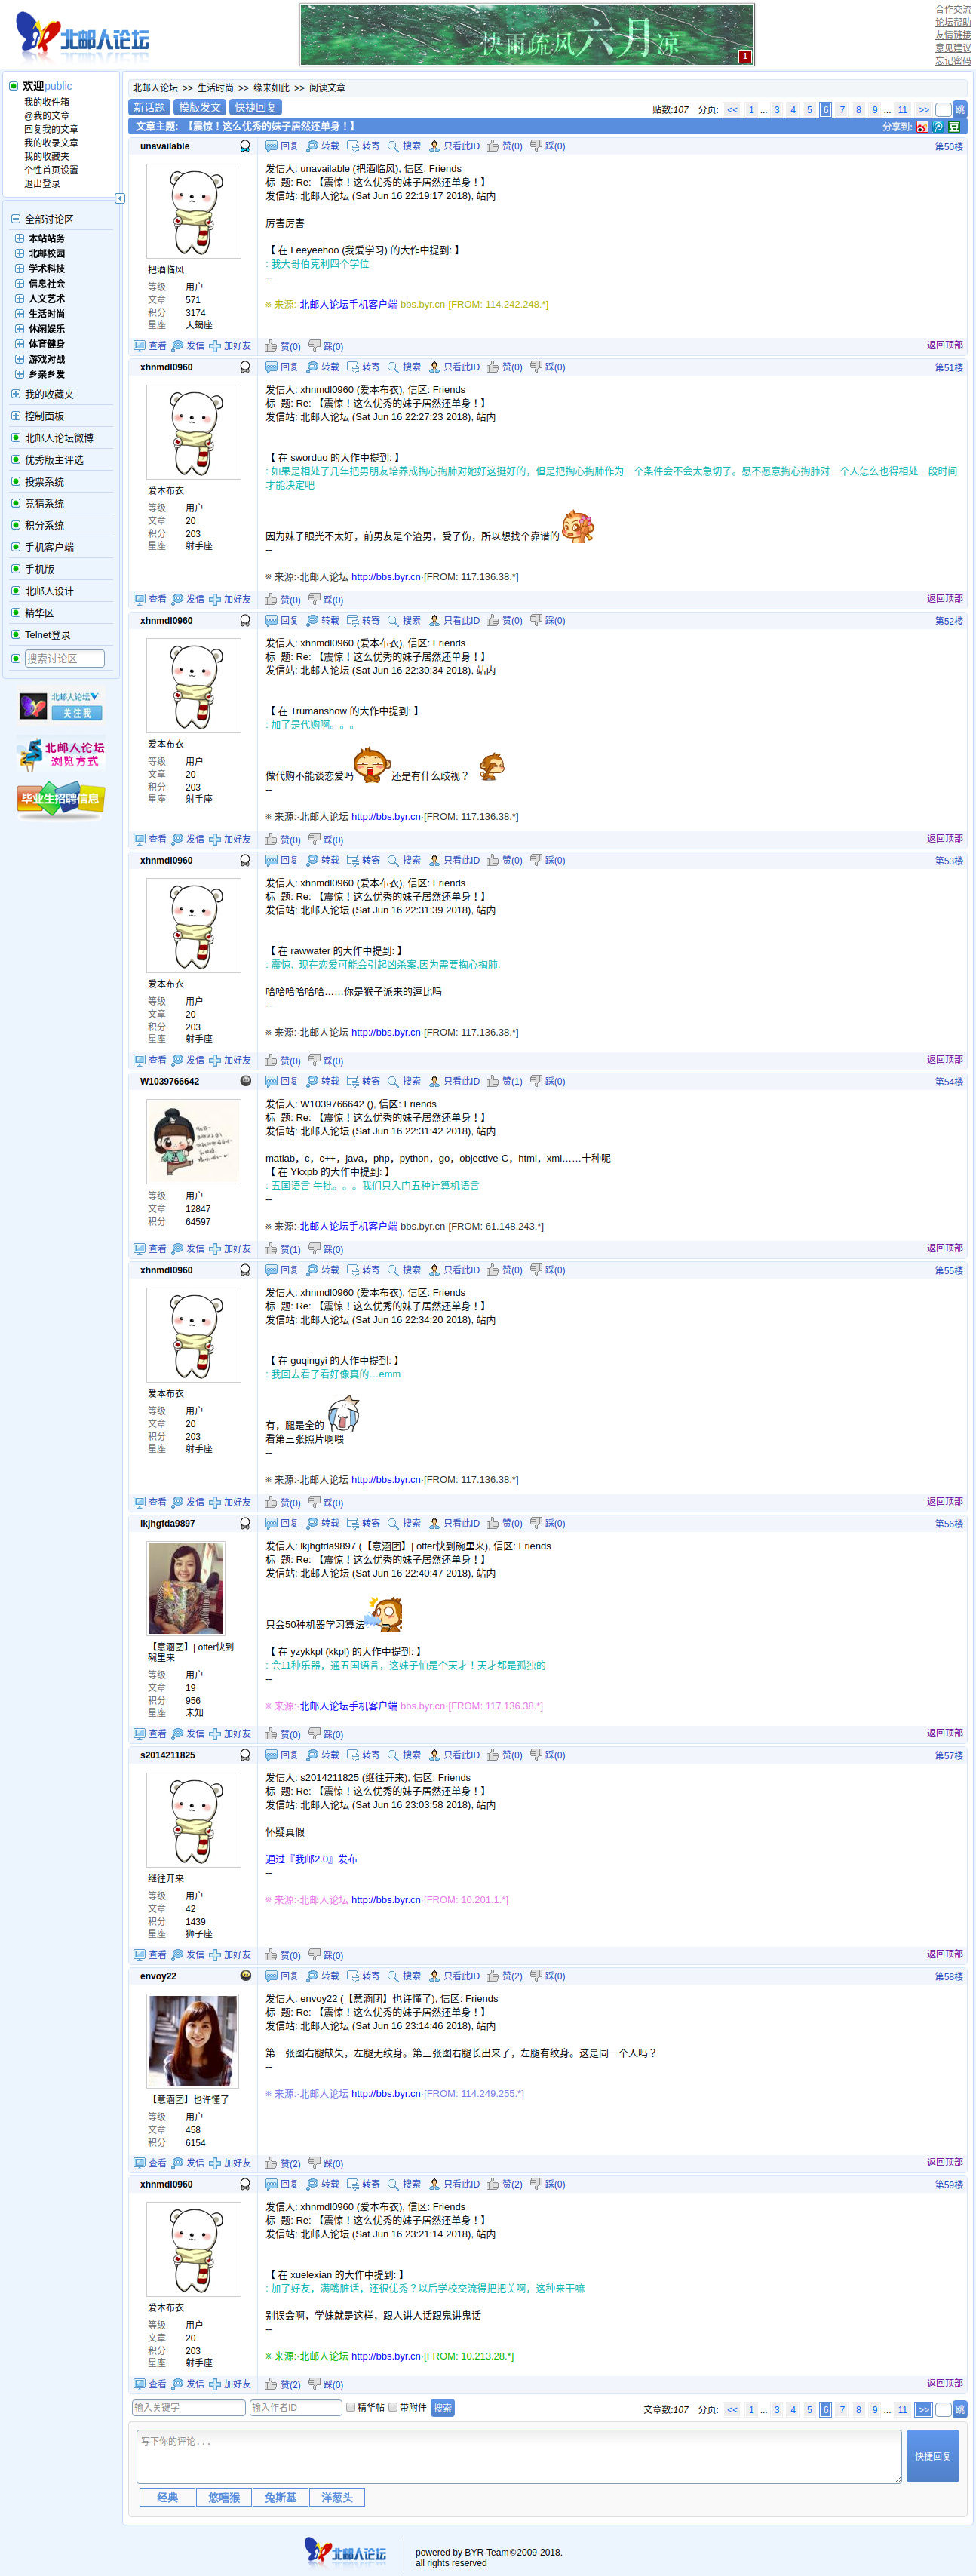 北邮人论坛
快雨疏风六月凉
1
合作交流
论坛帮助
友情链接
意见建议
忘记密码
欢迎public
我的收件箱
@我的文章
回复我的文章
我的收录文章
我的收藏夹
个性首页设置
退出登录
全部讨论区
本站站务
北邮校园
学术科技
信息社会
人文艺术
生活时尚
休闲娱乐
体育健身
游戏对战
乡亲乡爱
我的收藏夹
控制面板
北邮人论坛微博
优秀版主评选
投票系统
竞猜系统
积分系统
手机客户端
手机版
北邮人设计
精华区
Telnet登录
搜索讨论区
北邮人论坛
关注我
北邮人论坛
浏览方式
毕业生招聘信息
北邮人论坛 >> 生活时尚 >> 缘来如此 >> 阅读文章
新话题 模版发文 快捷回复
贴数:107 分页: << 1 ... 3 4 5 6 7 8 9 ... 11 >> 跳
文章主题: 【震惊！这么优秀的妹子居然还单身！】 分享到:
unavailable 回复 转载 转寄 搜索 只看此ID 赞(0) 踩(0) 第50楼
把酒临风
等级 用户
文章 571
积分 3174
星座 天蝎座
发信人: unavailable (把酒临风), 信区: Friends
标 题: Re: 【震惊！这么优秀的妹子居然还单身！】
发信站: 北邮人论坛 (Sat Jun 16 22:19:17 2018), 站内
厉害厉害
【 在 Leeyeehoo (我爱学习) 的大作中提到: 】
: 我大哥伯克利四个学位
--
※ 来源:·北邮人论坛手机客户端 bbs.byr.cn·[FROM: 114.242.248.*]
查看 发信 加好友 赞(0) 踩(0) 返回顶部
xhnmdl0960 回复 转载 转寄 搜索 只看此ID 赞(0) 踩(0) 第51楼
爱本布衣
等级 用户
文章 20
积分 203
星座 射手座
发信人: xhnmdl0960 (爱本布衣), 信区: Friends
标 题: Re: 【震惊！这么优秀的妹子居然还单身！】
发信站: 北邮人论坛 (Sat Jun 16 22:27:23 2018), 站内
【 在 sworduo 的大作中提到: 】
: 如果是相处了几年把男朋友培养成掏心掏肺对她好这挺好的，但是把掏心掏肺作为一个条件会不会太急切了。愿不愿意掏心掏肺对一个人怎么也得相处一段时间
才能决定吧
因为妹子眼光不太好，前男友是个渣男，受了伤，所以想找个靠谱的
--
※ 来源:·北邮人论坛 http://bbs.byr.cn·[FROM: 117.136.38.*]
查看 发信 加好友 赞(0) 踩(0) 返回顶部
xhnmdl0960 回复 转载 转寄 搜索 只看此ID 赞(0) 踩(0) 第52楼
爱本布衣
等级 用户
文章 20
积分 203
星座 射手座
发信人: xhnmdl0960 (爱本布衣), 信区: Friends
标 题: Re: 【震惊！这么优秀的妹子居然还单身！】
发信站: 北邮人论坛 (Sat Jun 16 22:30:34 2018), 站内
【 在 Trumanshow 的大作中提到: 】
: 加了是代购啊。。。
做代购不能谈恋爱吗 还是有什么歧视？
--
※ 来源:·北邮人论坛 http://bbs.byr.cn·[FROM: 117.136.38.*]
查看 发信 加好友 赞(0) 踩(0) 返回顶部
xhnmdl0960 回复 转载 转寄 搜索 只看此ID 赞(0) 踩(0) 第53楼
爱本布衣
等级 用户
文章 20
积分 203
星座 射手座
发信人: xhnmdl0960 (爱本布衣), 信区: Friends
标 题: Re: 【震惊！这么优秀的妹子居然还单身！】
发信站: 北邮人论坛 (Sat Jun 16 22:31:39 2018), 站内
【 在 rawwater 的大作中提到: 】
: 震惊, 现在恋爱可能会引起凶杀案,因为需要掏心掏肺.
哈哈哈哈哈哈……你是猴子派来的逗比吗
--
※ 来源:·北邮人论坛 http://bbs.byr.cn·[FROM: 117.136.38.*]
查看 发信 加好友 赞(0) 踩(0) 返回顶部
W1039766642 回复 转载 转寄 搜索 只看此ID 赞(1) 踩(0) 第54楼
等级 用户
文章 12847
积分 64597
发信人: W1039766642 (), 信区: Friends
标 题: Re: 【震惊！这么优秀的妹子居然还单身！】
发信站: 北邮人论坛 (Sat Jun 16 22:31:42 2018), 站内
matlab，c，c++，java，php，python，go，objective-C，html，xml……十种呢
【 在 Ykxpb 的大作中提到: 】
: 五国语言 牛批。。。我们只入门五种计算机语言
--
※ 来源:·北邮人论坛手机客户端 bbs.byr.cn·[FROM: 61.148.243.*]
查看 发信 加好友 赞(1) 踩(0) 返回顶部
xhnmdl0960 回复 转载 转寄 搜索 只看此ID 赞(0) 踩(0) 第55楼
爱本布衣
等级 用户
文章 20
积分 203
星座 射手座
发信人: xhnmdl0960 (爱本布衣), 信区: Friends
标 题: Re: 【震惊！这么优秀的妹子居然还单身！】
发信站: 北邮人论坛 (Sat Jun 16 22:34:20 2018), 站内
【 在 guqingyi 的大作中提到: 】
: 我回去看了看好像真的…emm
有，腿是全的
看第三张照片啊喂
--
※ 来源:·北邮人论坛 http://bbs.byr.cn·[FROM: 117.136.38.*]
查看 发信 加好友 赞(0) 踩(0) 返回顶部
lkjhgfda9897 回复 转载 转寄 搜索 只看此ID 赞(0) 踩(0) 第56楼
【意涵团】| offer快到
碗里来
等级 用户
文章 19
积分 956
星座 未知
发信人: lkjhgfda9897 (【意涵团】| offer快到碗里来), 信区: Friends
标 题: Re: 【震惊！这么优秀的妹子居然还单身！】
发信站: 北邮人论坛 (Sat Jun 16 22:40:47 2018), 站内
只会50种机器学习算法
【 在 yzykkpl (kkpl) 的大作中提到: 】
: 会11种乐器，通五国语言，这妹子怕是个天才！天才都是孤独的
--
※ 来源:·北邮人论坛手机客户端 bbs.byr.cn·[FROM: 117.136.38.*]
查看 发信 加好友 赞(0) 踩(0) 返回顶部
s2014211825 回复 转载 转寄 搜索 只看此ID 赞(0) 踩(0) 第57楼
继往开来
等级 用户
文章 42
积分 1439
星座 狮子座
发信人: s2014211825 (继往开来), 信区: Friends
标 题: Re: 【震惊！这么优秀的妹子居然还单身！】
发信站: 北邮人论坛 (Sat Jun 16 23:03:58 2018), 站内
怀疑真假
通过『我邮2.0』发布
--
※ 来源:·北邮人论坛 http://bbs.byr.cn·[FROM: 10.201.1.*]
查看 发信 加好友 赞(0) 踩(0) 返回顶部
envoy22 回复 转载 转寄 搜索 只看此ID 赞(2) 踩(0) 第58楼
【意涵团】也许懂了
等级 用户
文章 458
积分 6154
发信人: envoy22 (【意涵团】也许懂了), 信区: Friends
标 题: Re: 【震惊！这么优秀的妹子居然还单身！】
发信站: 北邮人论坛 (Sat Jun 16 23:14:46 2018), 站内
第一张图右腿缺失，左腿无纹身。第三张图右腿长出来了，左腿有纹身。这是同一个人吗？
--
※ 来源:·北邮人论坛 http://bbs.byr.cn·[FROM: 114.249.255.*]
查看 发信 加好友 赞(2) 踩(0) 返回顶部
xhnmdl0960 回复 转载 转寄 搜索 只看此ID 赞(2) 踩(0) 第59楼
爱本布衣
等级 用户
文章 20
积分 203
星座 射手座
发信人: xhnmdl0960 (爱本布衣), 信区: Friends
标 题: Re: 【震惊！这么优秀的妹子居然还单身！】
发信站: 北邮人论坛 (Sat Jun 16 23:21:14 2018), 站内
【 在 xuelexian 的大作中提到: 】
: 加了好友，满嘴脏话，还很优秀？以后学校交流得把把关啊，这种来干嘛
别误会啊，学妹就是这样，跟人讲人话跟鬼讲鬼话
--
※ 来源:·北邮人论坛 http://bbs.byr.cn·[FROM: 10.213.28.*]
查看 发信 加好友 赞(2) 踩(0) 返回顶部
输入关键字 输入作者ID 精华帖 带附件 搜索
文章数:107 分页: << 1 ... 3 4 5 6 7 8 9 ... 11 >> 跳
写下你的评论...
快捷回复
经典 悠嘻猴 兔斯基 洋葱头
北邮人论坛
powered by BYR-Team©2009-2018.
all rights reserved